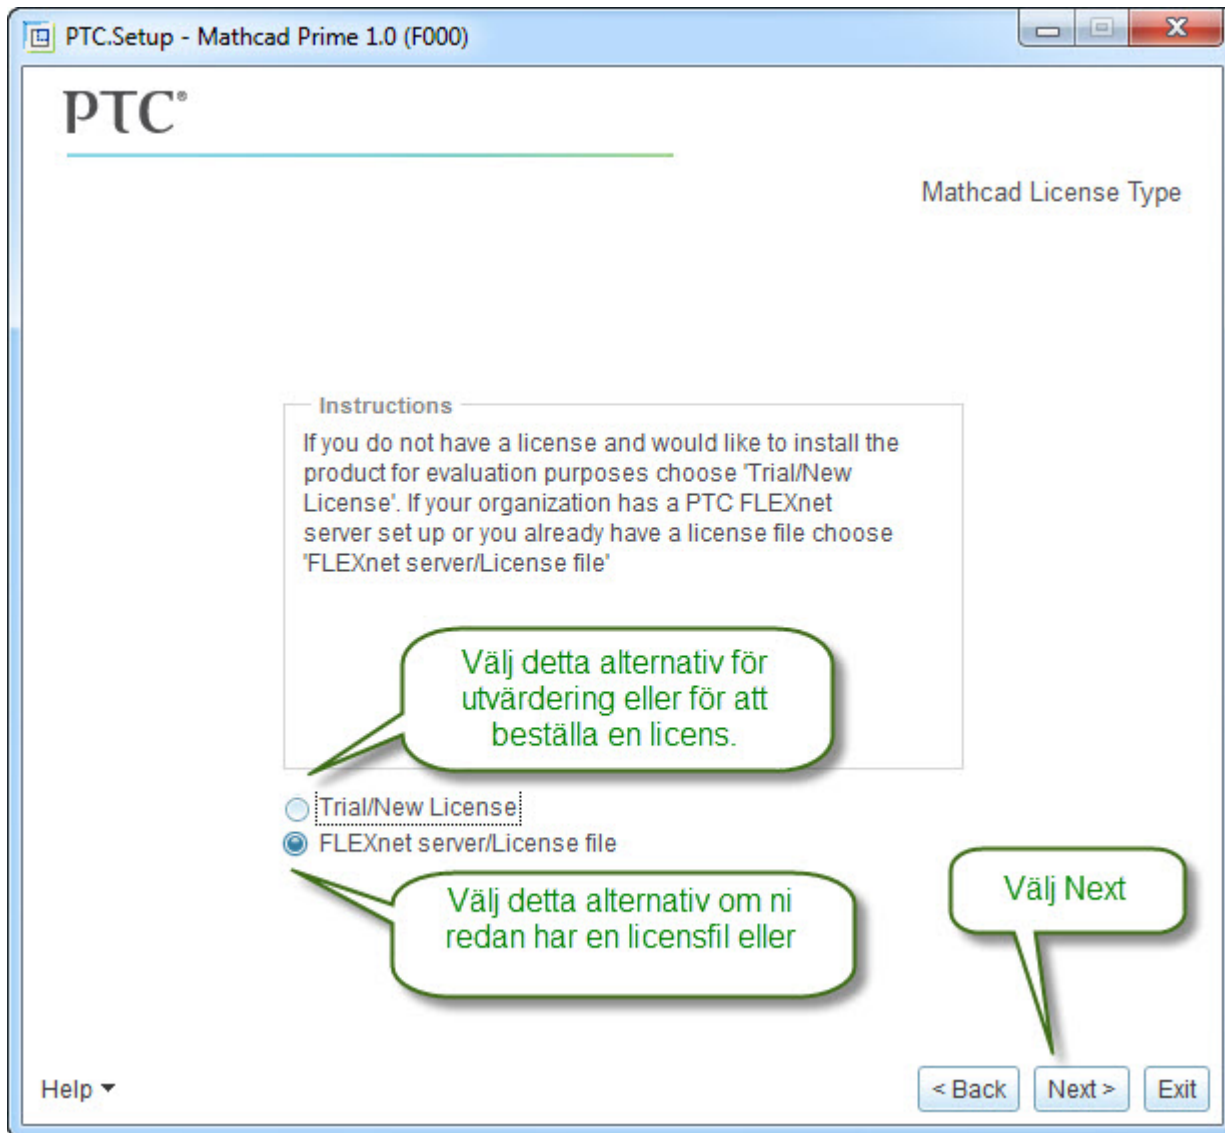 PTC.Setup - Mathcad Prime 1.0 (F000)
PTC®
Mathcad License Type
Instructions
If you do not have a license and would like to install the
product for evaluation purposes choose 'Trial/New
License'. If your organization has a PTC FLEXnet
server set up or you already have a license file choose
'FLEXnet server/License file'
Välj detta alternativ för
utvärdering eller för att
beställa en licens.
Trial/New License
FLEXnet server/License file
Välj detta alternativ om ni
redan har en licensfil eller
Välj Next
Help
< Back
Next >
Exit